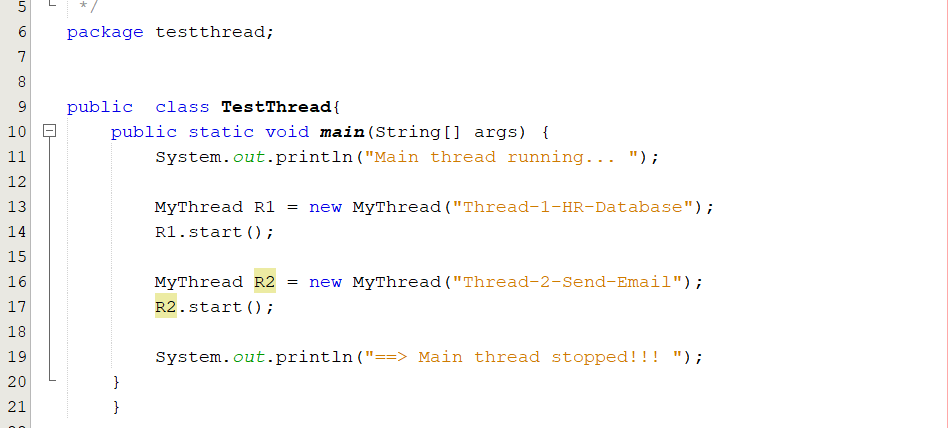 5 */
6 package testthread;
7
8
9 public  class TestThread{
10 public static void main(String[] args) {
11 System.out.println("Main thread running... ");
12
13 MyThread R1 = new MyThread("Thread-1-HR-Database");
14 R1.start();
15
16 MyThread R2 = new MyThread("Thread-2-Send-Email");
17 R2.start();
18
19 System.out.println("==> Main thread stopped!!! ");
20 }
21 }